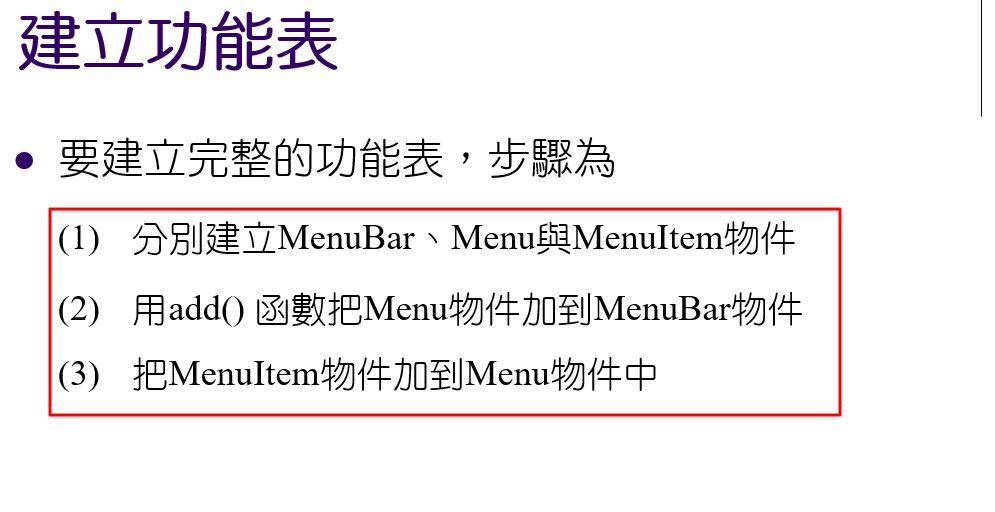 建立功能表
● 要建立完整的功能表，步驟為
(1) 分別建立MenuBar、Menu與MenuItem物件
(2) 用add() 函數把Menu物件加到MenuBar物件
(3) 把MenuItem物件加到Menu物件中